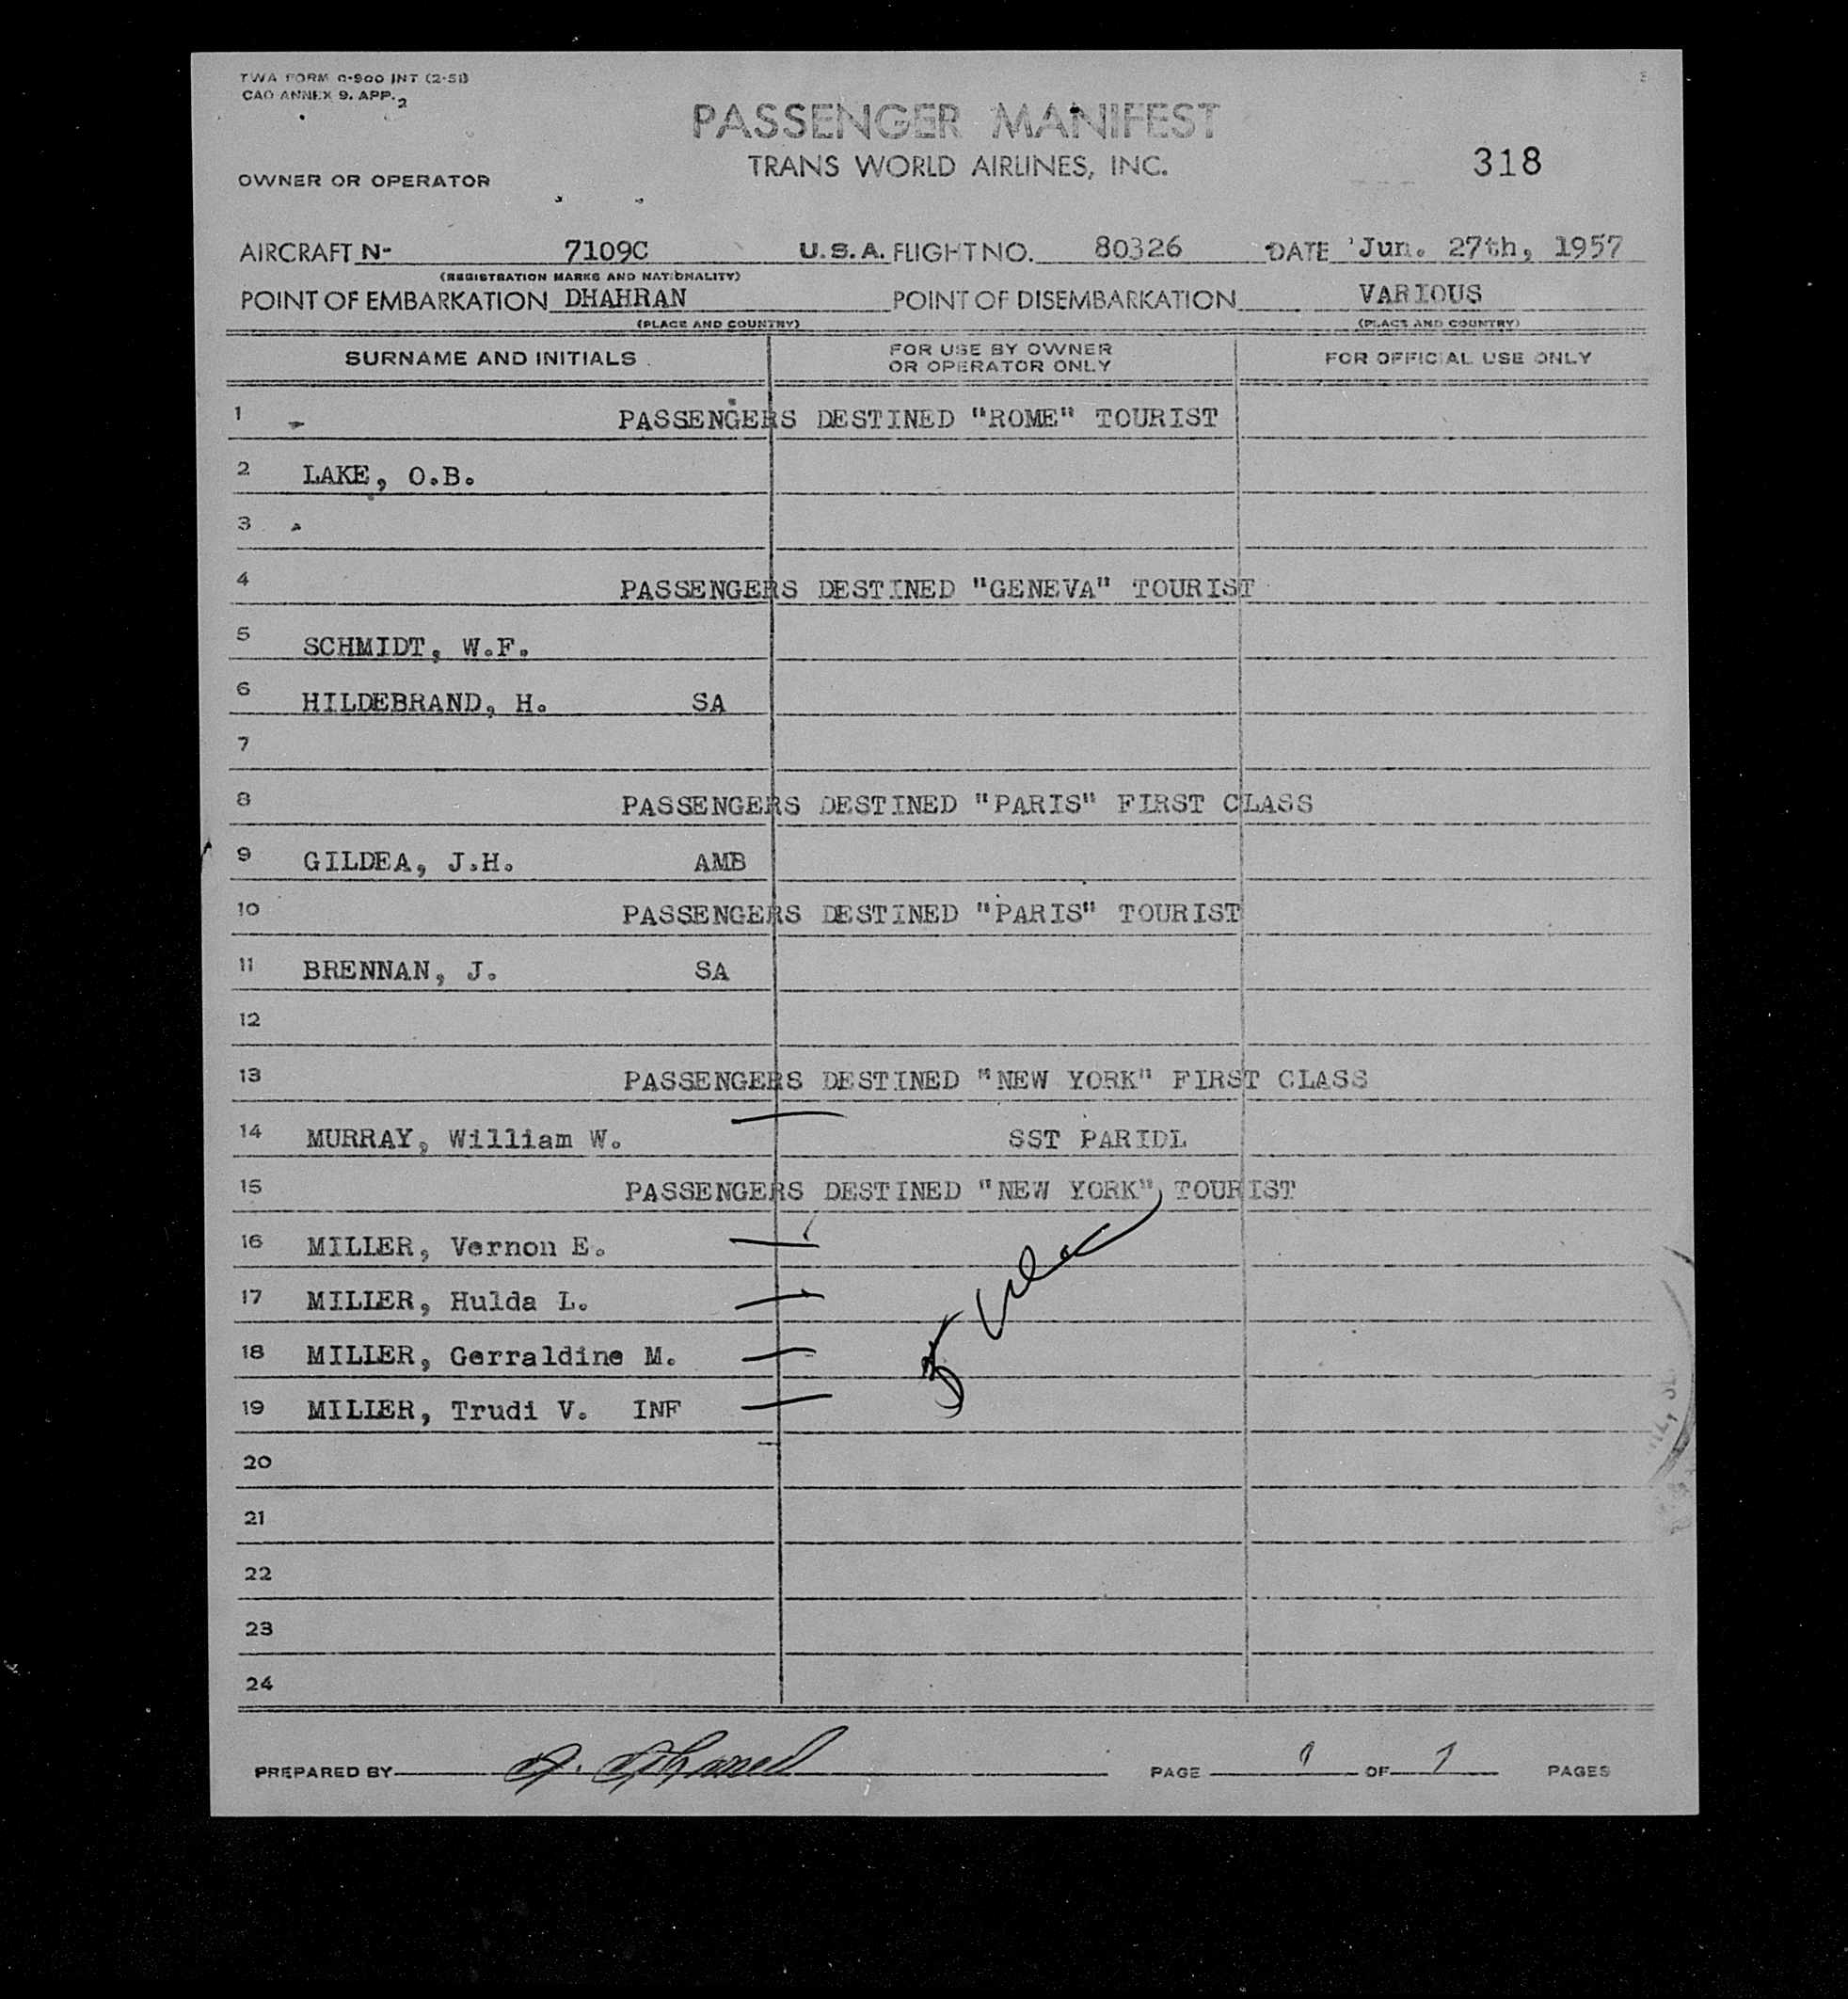 TWA FORM O-900 INT (2-51)
CAO ANNEX 9. APP. 2
PASSENGER MANIFEST
TRANS WORLD AIRLINES, INC.
318
OWNER OR OPERATOR
AIRCRAFT N- 7109C U.S.A. FLIGHT NO. 80326 DATE Jun. 27th, 1957
(REGISTRATION MARKS AND NATIONALITY)
POINT OF EMBARKATION DHAHRAN POINT OF DISEMBARKATION VARIOUS
(PLACE AND COUNTRY) (PLACE AND COUNTRY)
SURNAME AND INITIALS FOR USE BY OWNER OR OPERATOR ONLY FOR OFFICIAL USE ONLY
1 PASSENGERS DESTINED "ROME" TOURIST
2 LAKE, O.B.
3
4 PASSENGERS DESTINED "GENEVA" TOURIST
5 SCHMIDT, W.F.
6 HILDEBRAND, H. SA
7
8 PASSENGERS DESTINED "PARIS" FIRST CLASS
9 GILDEA, J.H. AMB
10 PASSENGERS DESTINED "PARIS" TOURIST
11 BRENNAN, J. SA
12
13 PASSENGERS DESTINED "NEW YORK" FIRST CLASS
14 MURRAY, William W. SST PARIDL
15 PASSENGERS DESTINED "NEW YORK" TOURIST
16 MILLER, Vernon E.
17 MILLER, Hulda L.
18 MILLER, Gerraldine M.
19 MILLER, Trudi V. INF
20
21
22
23
24
PREPARED BY PAGE 1 OF 1 PAGES